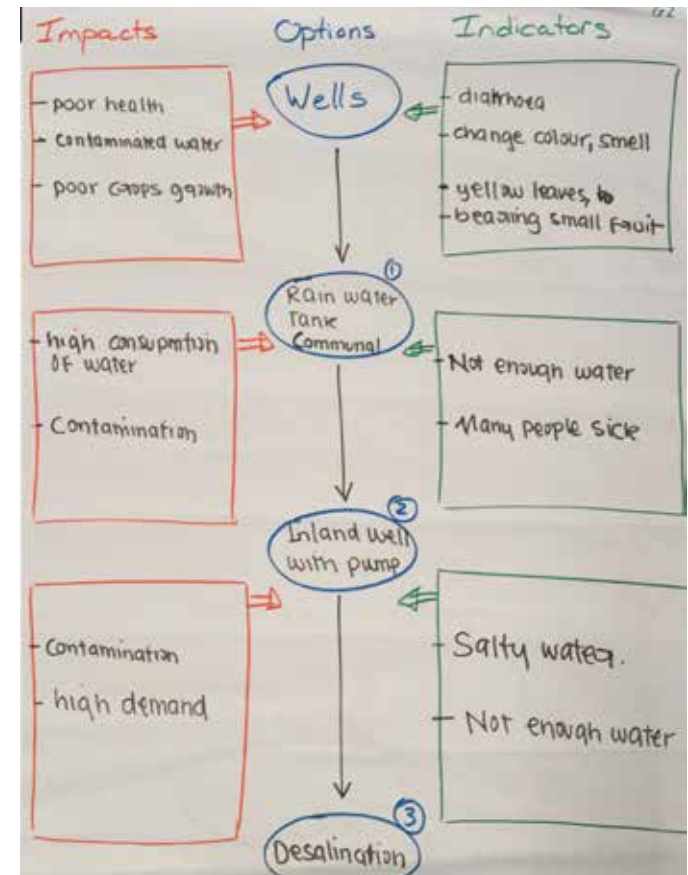 G2
Impacts
Options
Indicators
- poor health
- contaminated water
- poor crops growth
Wells
- diarrhoea
- change colour, smell
- yellow leaves,
- bearing small fruit
①
Rain water
Tank
Communal
- high consupmtion
OF water
- Contamination
- Not enough water
- Many people sick
②
Inland well
with pump
- Contamination
- high demand
- Salty water.
- Not enough water
③
Desalination